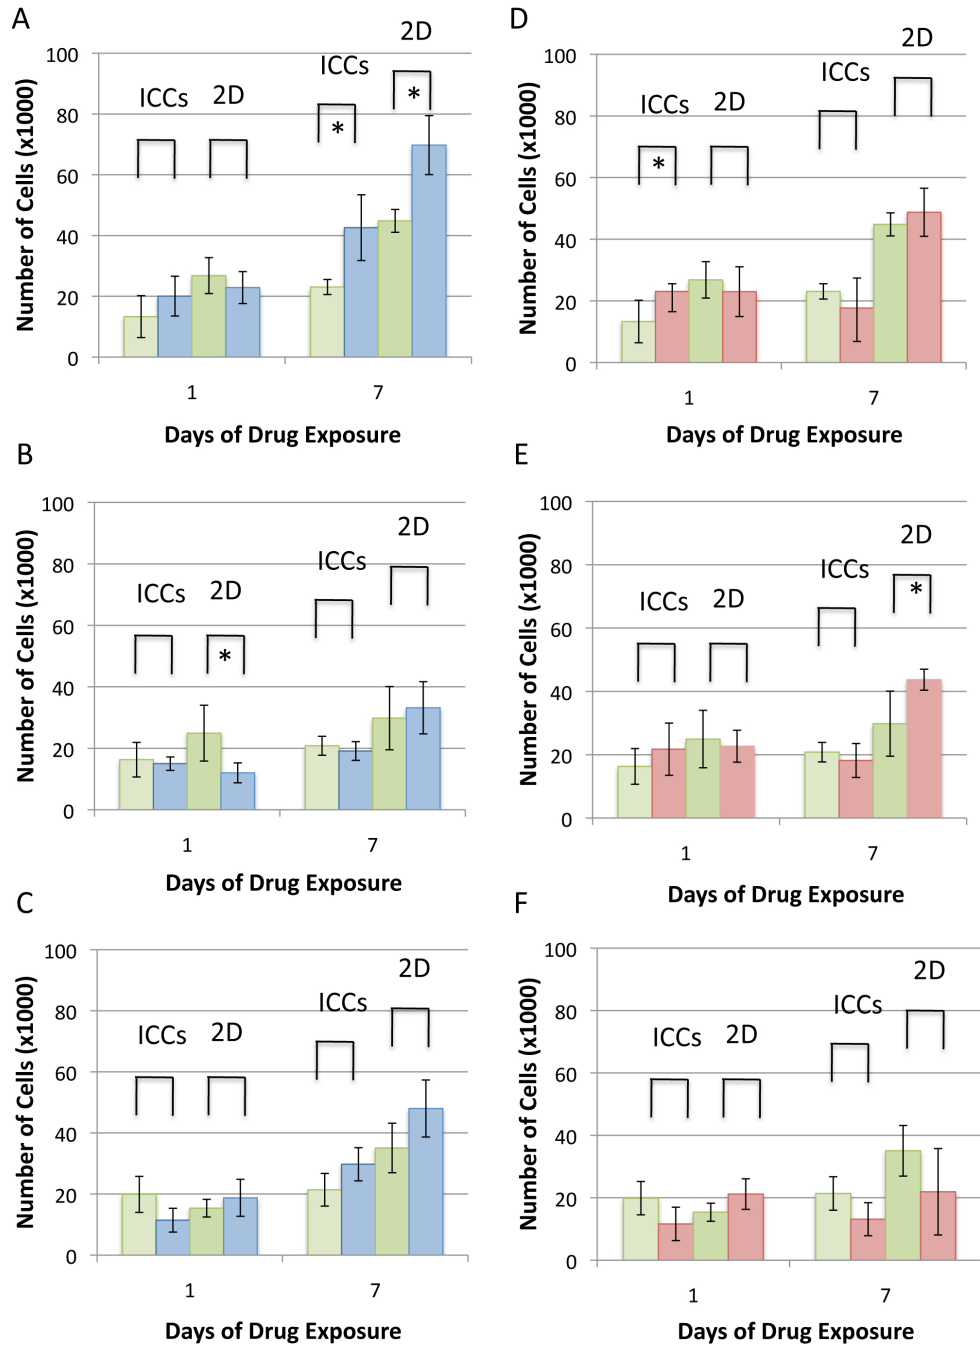 A
Number of Cells (x1000)
100
80
60
40
20
0
ICCs
2D
ICCs
2D
*
*
1
7
Days of Drug Exposure
D
Number of Cells (x1000)
100
80
60
40
20
0
ICCs
2D
ICCs
2D
*
1
7
Days of Drug Exposure
B
Number of Cells (x1000)
100
80
60
40
20
0
ICCs
2D
ICCs
2D
*
1
7
Days of Drug Exposure
E
Number of Cells (x1000)
100
80
60
40
20
0
ICCs
2D
ICCs
2D
*
1
7
Days of Drug Exposure
C
Number of Cells (x1000)
100
80
60
40
20
0
ICCs
2D
ICCs
2D
1
7
Days of Drug Exposure
F
Number of Cells (x1000)
100
80
60
40
20
0
ICCs
2D
ICCs
2D
1
7
Days of Drug Exposure